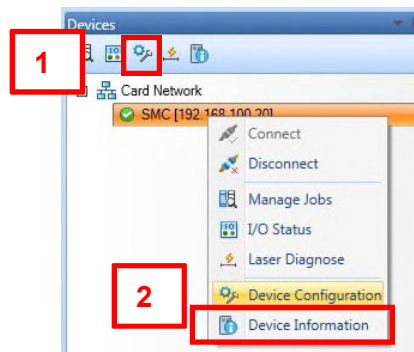 Devices
1
Card Network
SMC [192.168.100.20]
Connect
Disconnect
Manage Jobs
I/O Status
Laser Diagnose
2
Device Configuration
Device Information